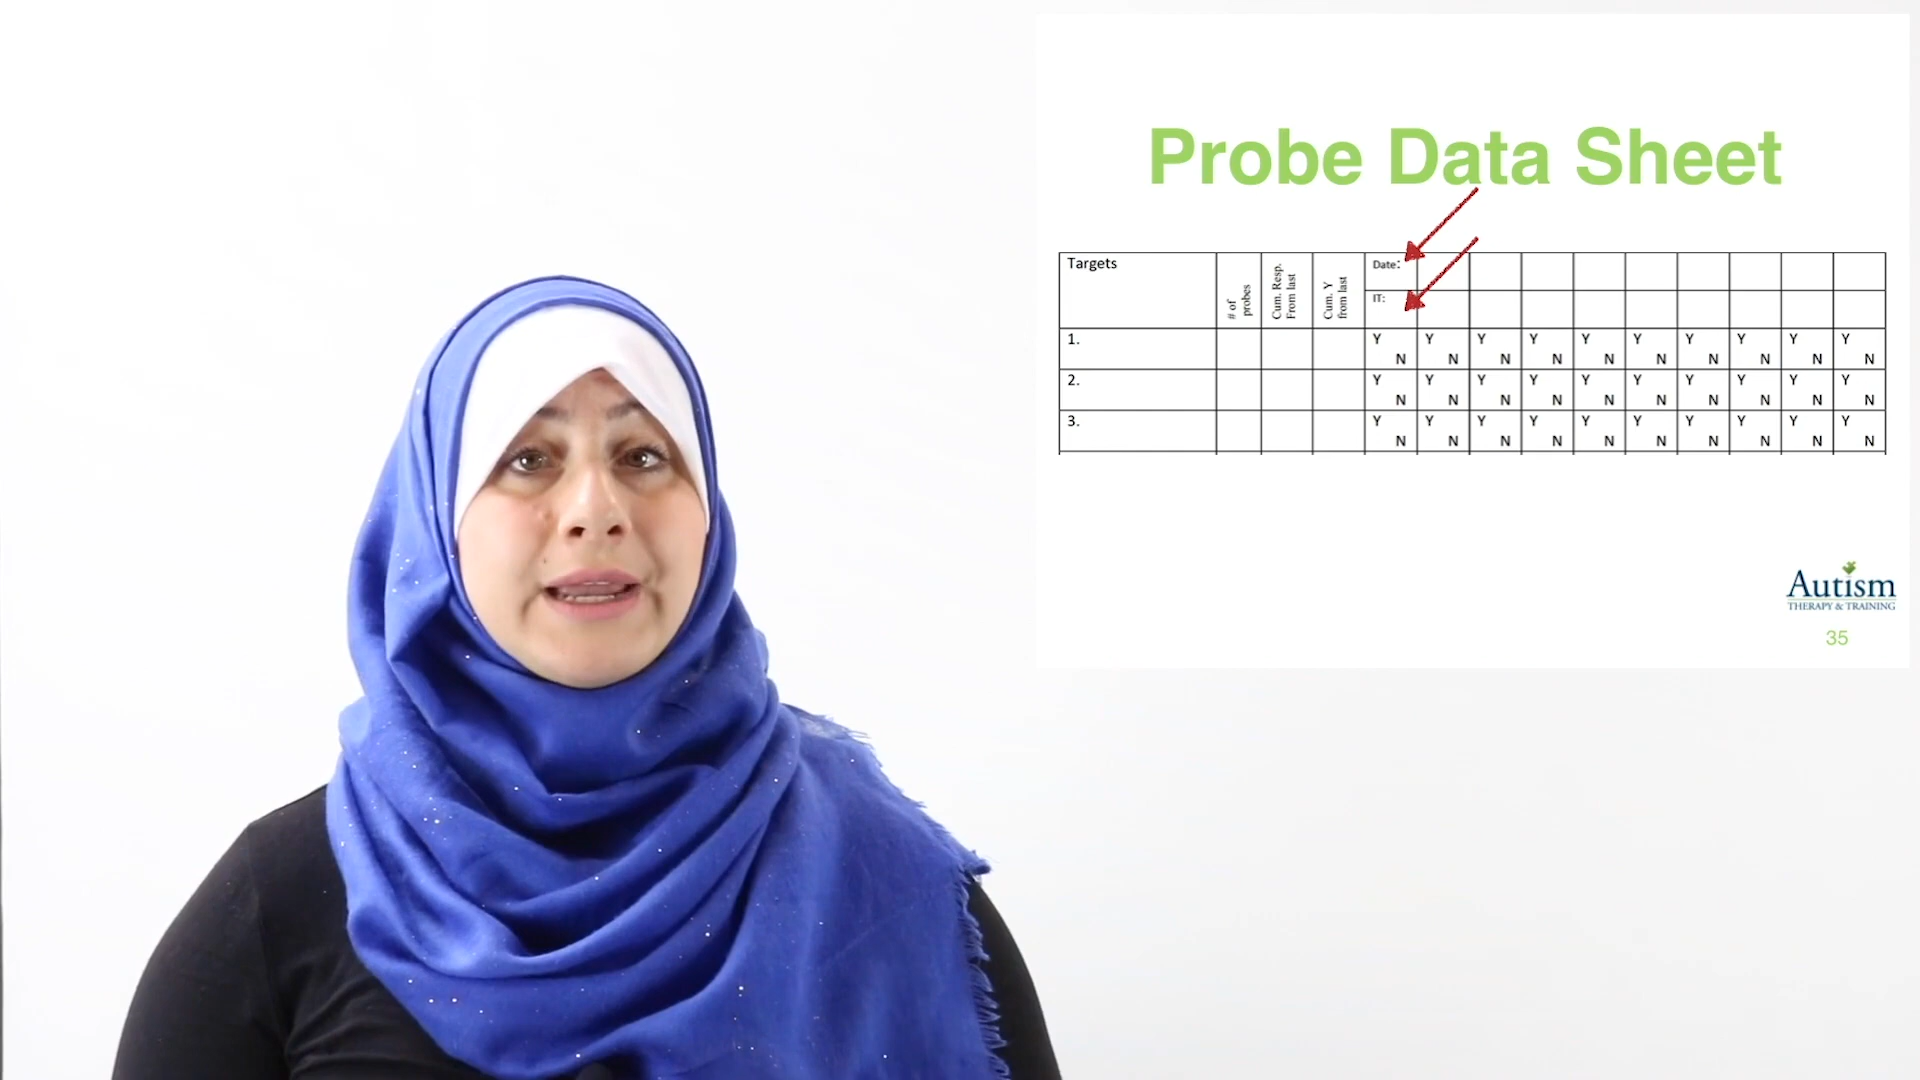 Probe Data Sheet
Targets
# of
probes
Cum. Resp.
From last
Cum. Y
from last
Date:
IT:
1.
Y Y Y Y Y Y Y Y Y Y
N N N N N N N N N N
2.
Y Y Y Y Y Y Y Y Y Y
N N N N N N N N N N
3.
Y Y Y Y Y Y Y Y Y Y
N N N N N N N N N N
Autism
THERAPY & TRAINING
35